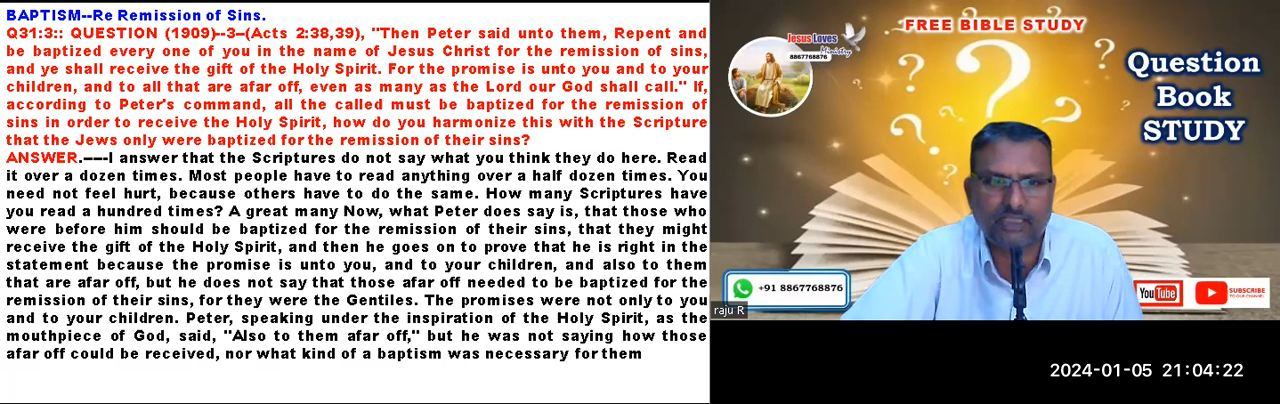 BAPTISM--Re Remission of Sins.
Q31:3:: QUESTION (1909)--3--(Acts 2:38,39), "Then Peter said unto them, Repent and
be baptized every one of you in the name of Jesus Christ for the remission of sins,
and ye shall receive the gift of the Holy Spirit. For the promise is unto you and to your
children, and to all that are afar off, even as many as the Lord our God shall call." If,
according to Peter's command, all the called must be baptized for the remission of
sins in order to receive the Holy Spirit, how do you harmonize this with the Scripture
that the Jews only were baptized for the remission of their sins?
ANSWER.----I answer that the Scriptures do not say what you think they do here. Read
it over a dozen times. Most people have to read anything over a half dozen times. You
need not feel hurt, because others have to do the same. How many Scriptures have
you read a hundred times? A great many Now, what Peter does say is, that those who
were before him should be baptized for the remission of their sins, that they might
receive the gift of the Holy Spirit, and then he goes on to prove that he is right in the
statement because the promise is unto you, and to your children, and also to them
that are afar off, but he does not say that those afar off needed to be baptized for the
remission of their sins, for they were the Gentiles. The promises were not only to you
and to your children. Peter, speaking under the inspiration of the Holy Spirit, as the
mouthpiece of God, said, "Also to them afar off," but he was not saying how those
afar off could be received, nor what kind of a baptism was necessary for them
FREE BIBLE STUDY
Jesus Loves
Ministry
8867768876
Question
Book
STUDY
+91 8867768876
YouTube
SUBSCRIBE
TO OUR CHANNEL
raju R
2024-01-05 21:04:22